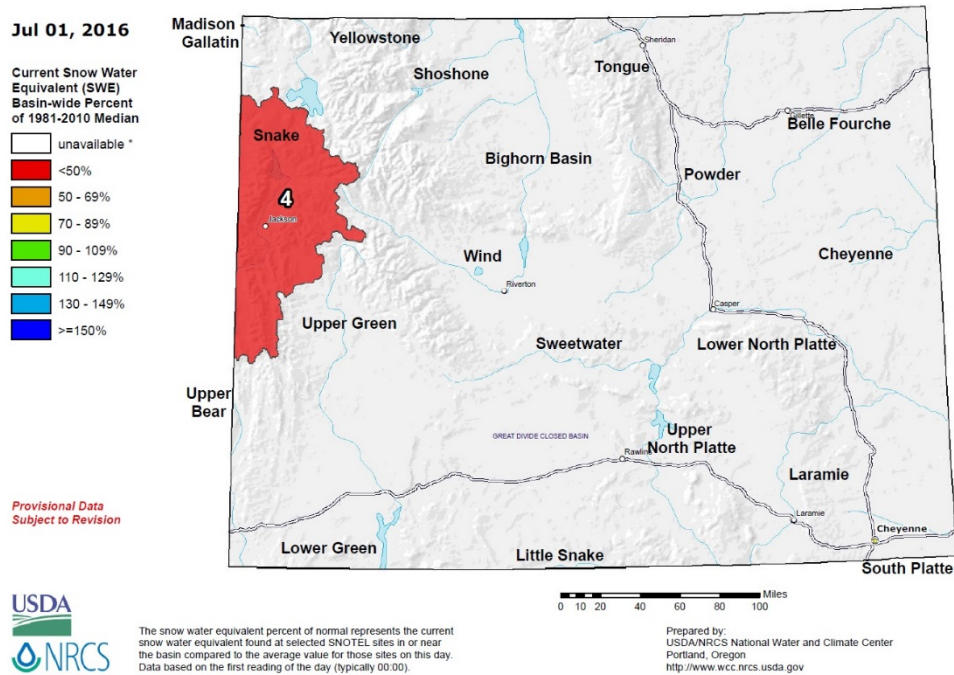 Jul 01, 2016
Current Snow Water
Equivalent (SWE)
Basin-wide Percent
of 1981-2010 Median
unavailable *
<50%
50 - 69%
70 - 89%
90 - 109%
110 - 129%
130 - 149%
>=150%
Provisional Data
Subject to Revision
Madison
Gallatin
Yellowstone
Shoshone
Sheridan
Tongue
Gillette
Belle Fourche
Snake
Bighorn Basin
Powder
4
Jackson
Wind
Riverton
Cheyenne
Casper
Upper Green
Sweetwater
Lower North Platte
Upper
Bear
GREAT DIVIDE CLOSED BASIN
Upper
North Platte
Rawlins
Laramie
Laramie
Cheyenne
Lower Green
Little Snake
South Platte
Miles
0 5 10 20 40 60 80 100
USDA
NRCS
The snow water equivalent percent of normal represents the current
snow water equivalent found at selected SNOTEL sites in or near
the basin compared to the average value for those sites on this day.
Data based on the first reading of the day (typically 00:00).
Prepared by:
USDA/NRCS National Water and Climate Center
Portland, Oregon
http://www.wcc.nrcs.usda.gov